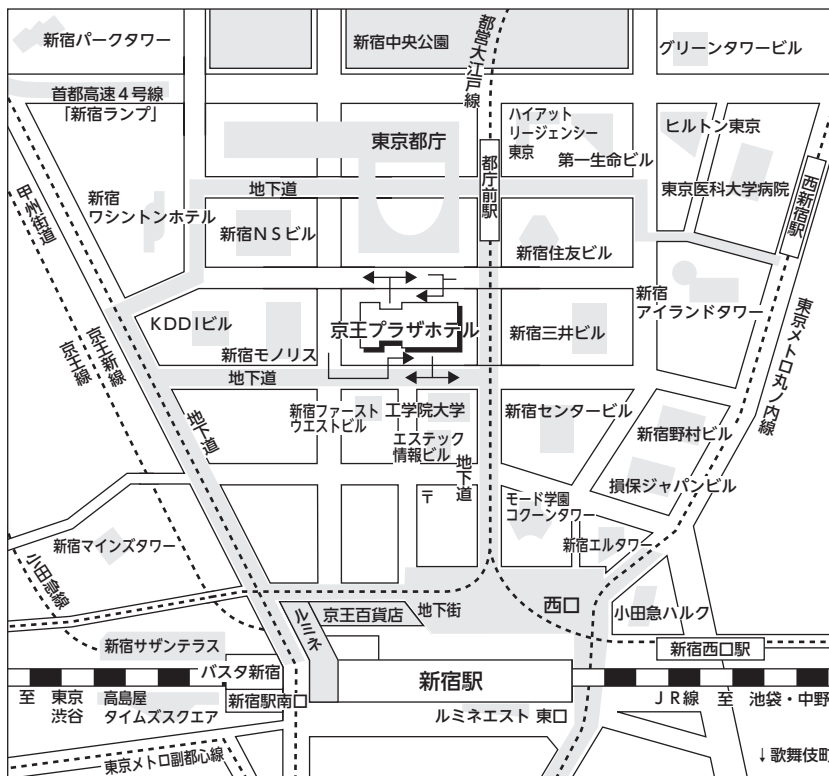 新宿パークタワー
新宿中央公園
都営大江戸線
グリーンタワービル
首都高速4号線
「新宿ランプ」
東京都庁
ハイアット
リージェンシー
東京
第一生命ビル
ヒルトン東京
都庁前駅
東京医科大学病院
西新宿駅
甲州街道
新宿
ワシントンホテル
地下道
新宿NSビル
新宿住友ビル
新宿
アイランドタワー
KDDIビル
京王プラザホテル
新宿三井ビル
東京メトロ丸ノ内線
京王新線
京王線
新宿モノリス
地下道
地下道
新宿ファースト
ウエストビル
工学院大学
エステック
情報ビル
地下道
新宿センタービル
新宿野村ビル
損保ジャパンビル
〒
モード学園
コクーンタワー
新宿エルタワー
新宿マインズタワー
小田急線
ルミネ
京王百貨店
地下街
西口
小田急ハルク
新宿サザンテラス
新宿西口駅
バスタ新宿
新宿駅
至 東京
渋谷
高島屋
タイムズスクエア
新宿駅南口
ルミネエスト 東口
JR線 至 池袋・中野
東京メトロ副都心線
↓歌舞伎町